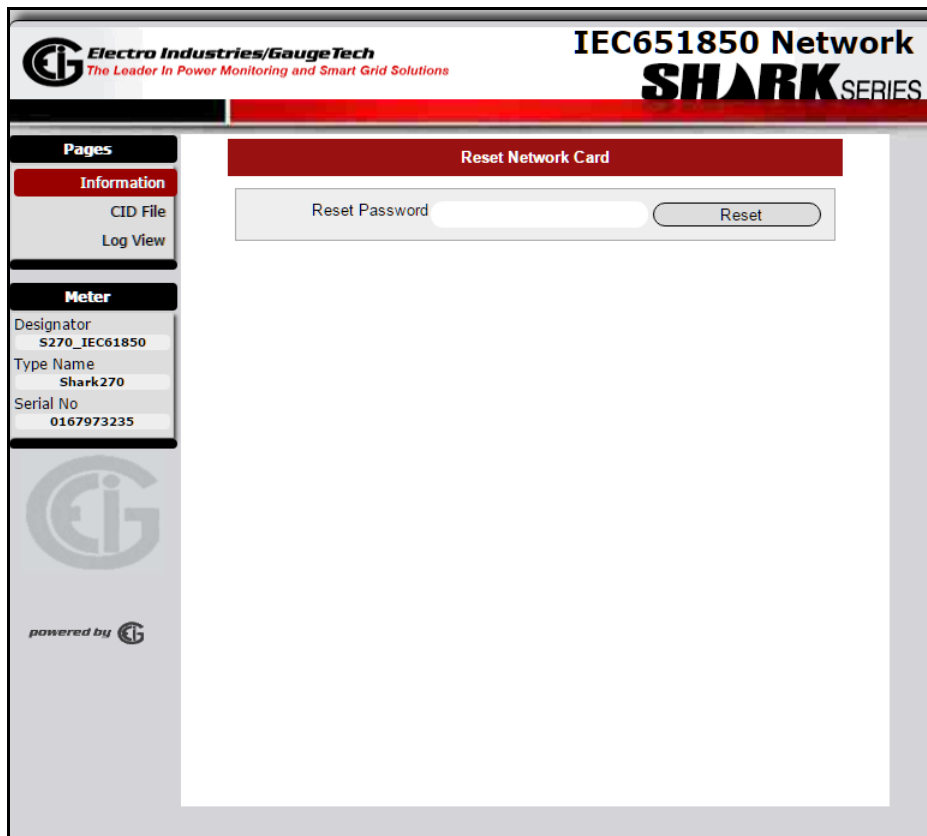 Electro Industries/GaugeTech
The Leader In Power Monitoring and Smart Grid Solutions
IEC651850 Network
SHARK SERIES
Pages
Information
CID File
Log View
Meter
Designator
S270_IEC61850
Type Name
Shark270
Serial No
0167973235
EIG
powered by EIG
Reset Network Card
Reset Password
Reset